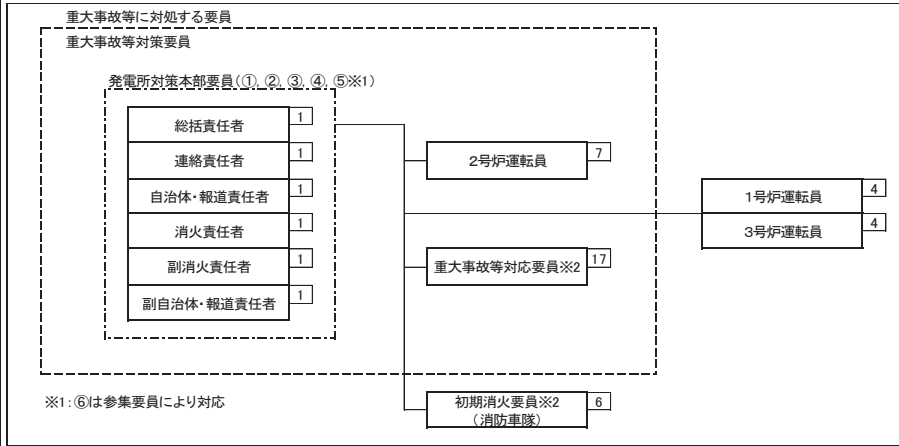 重大事故等に対処する要員
重大事故等対策要員
発電所対策本部要員(①, ②, ③, ④, ⑤※1)
総括責任者 1
連絡責任者 1
自治体・報道責任者 1
消火責任者 1
副消火責任者 1
副自治体・報道責任者 1
2号炉運転員 7
重大事故等対応要員※2 17
1号炉運転員 4
3号炉運転員 4
初期消火要員※2 6
(消防車隊)
※1:⑥は参集要員により対応